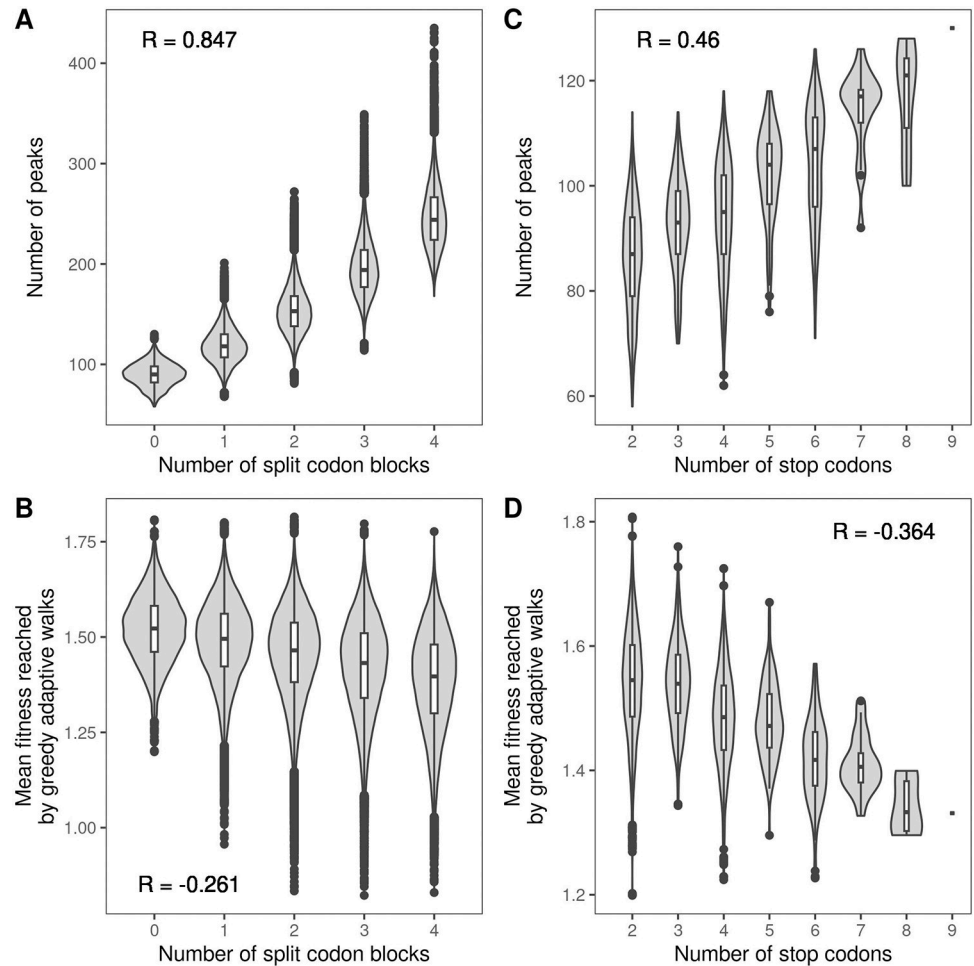 A
R = 0.847
Number of peaks
400
300
200
100
0 1 2 3 4
Number of split codon blocks
C
R = 0.46
Number of peaks
120
100
80
60
2 3 4 5 6 7 8 9
Number of stop codons
B
R = -0.261
Mean fitness reached
by greedy adaptive walks
1.75
1.50
1.25
1.00
0 1 2 3 4
Number of split codon blocks
D
R = -0.364
Mean fitness reached
by greedy adaptive walks
1.8
1.6
1.4
1.2
2 3 4 5 6 7 8 9
Number of stop codons